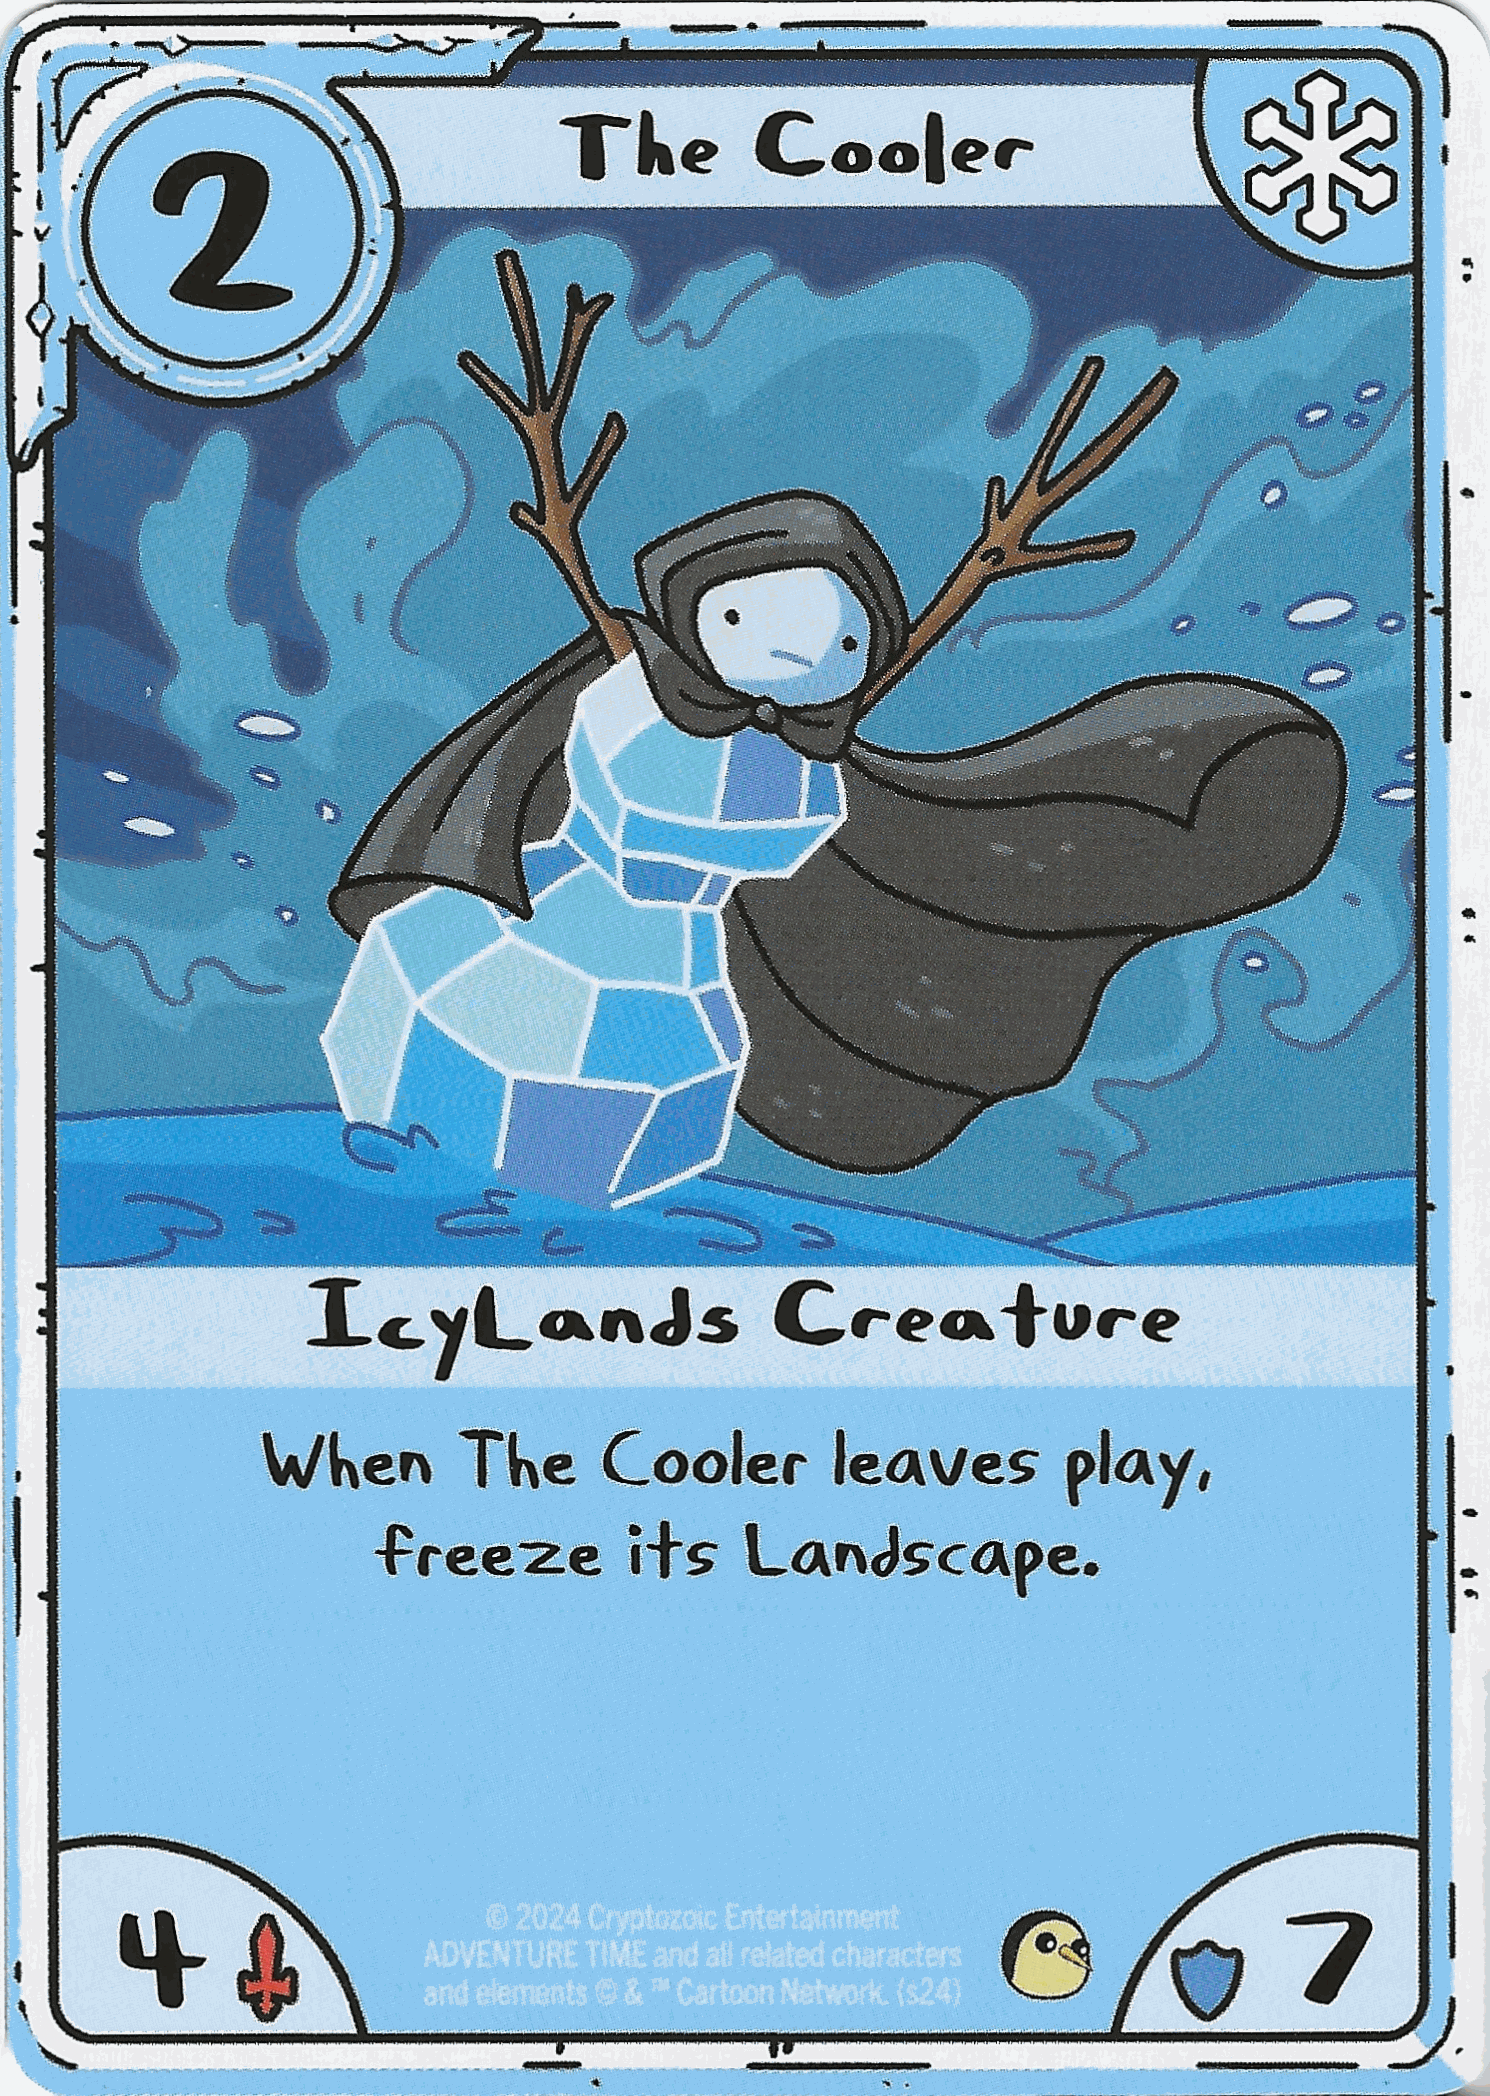 2
The Cooler
IcyLands Creature
When The Cooler leaves play,
freeze its Landscape.
4
© 2024 Cryptozoic Entertainment
ADVENTURE TIME and all related characters
and elements © & ™ Cartoon Network. (s24)
7